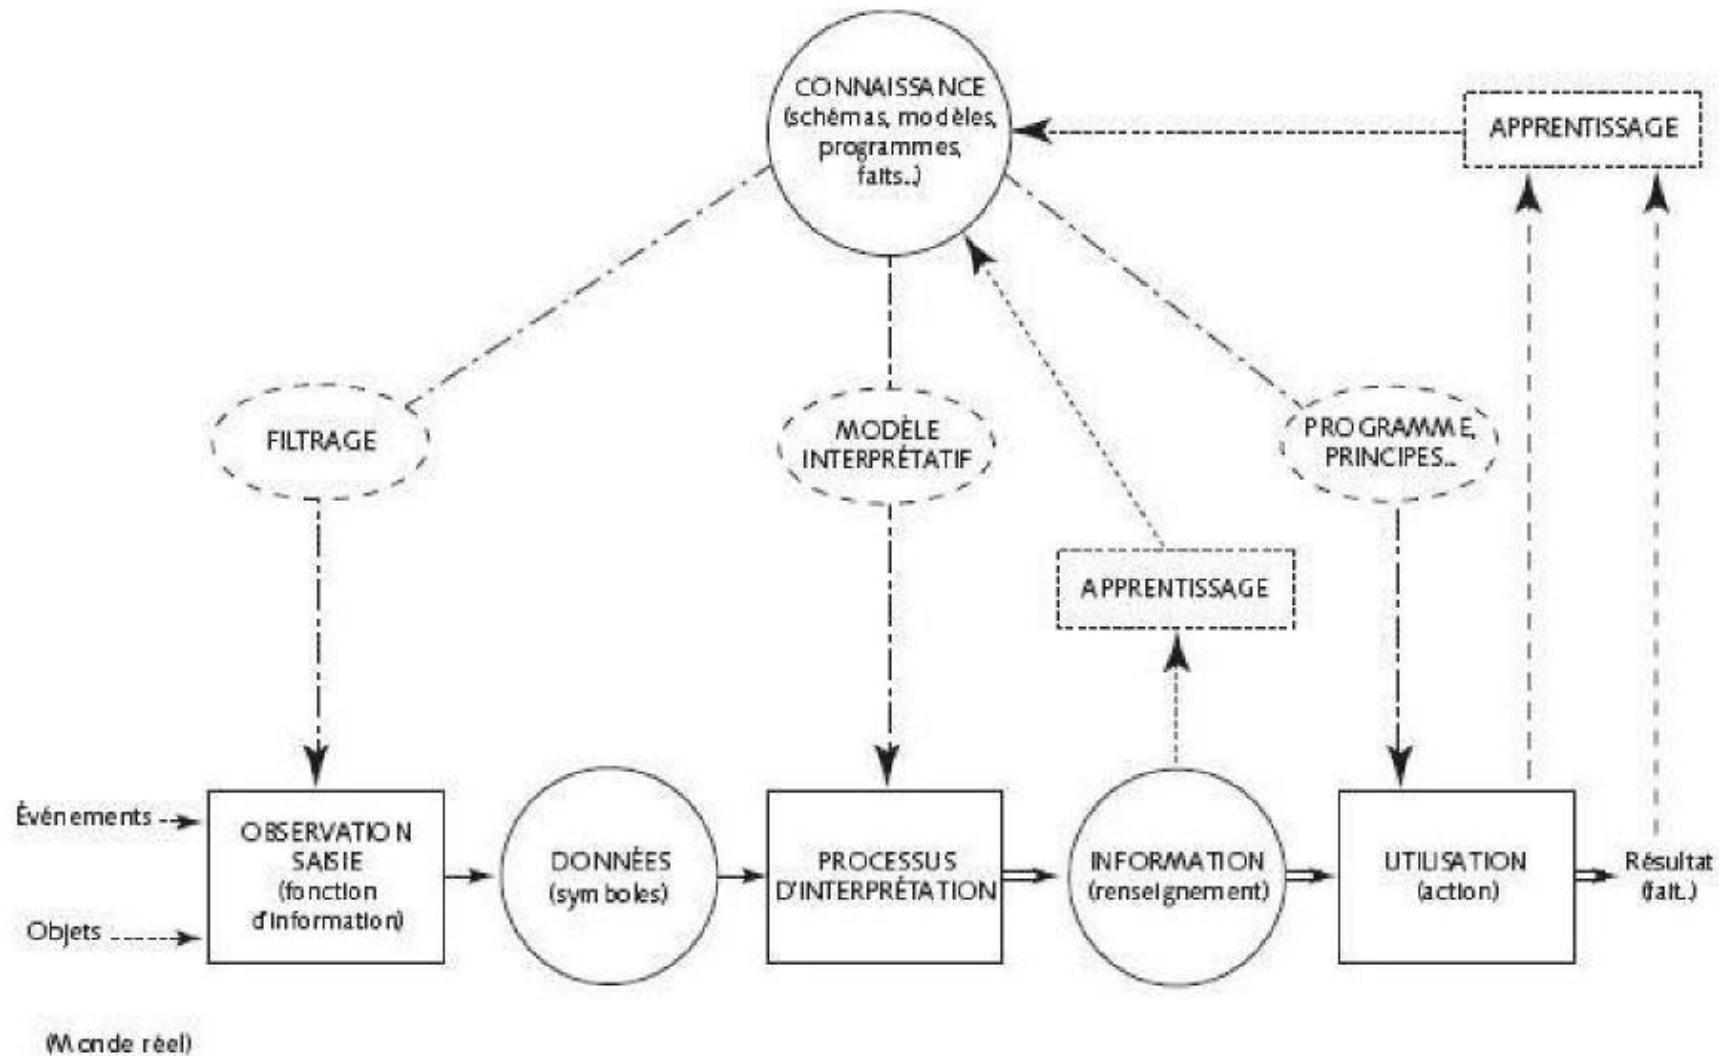 CONNAISSANCE
(schémas, modèles,
programmes,
faits...)
APPRENTISSAGE
FILTRAGE
MODÈLE
INTERPRÉTATIF
PROGRAMME,
PRINCIPES...
APPRENTISSAGE
Événements
Objets
OBSERVATION
SAISIE
(fonction
d'information)
DONNÉES
(symboles)
PROCESSUS
D'INTERPRÉTATION
INFORMATION
(renseignement)
UTILISATION
(action)
Résultat
(fait..)
(Monde réel)